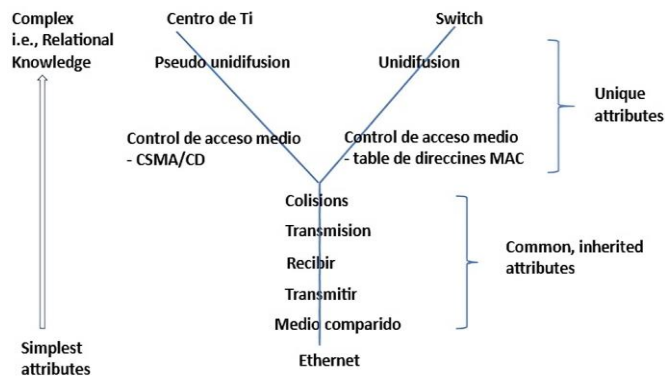 Complex
i.e., Relational
Knowledge
Centro de Ti
Switch
Pseudo unidifusion
Unidifusion
Unique
attributes
Control de acceso medio
- CSMA/CD
Control de acceso medio
- table de direccines MAC
Colisions
Transmision
Recibir
Transmitir
Medio comparido
Common, inherited
attributes
Simplest
attributes
Ethernet